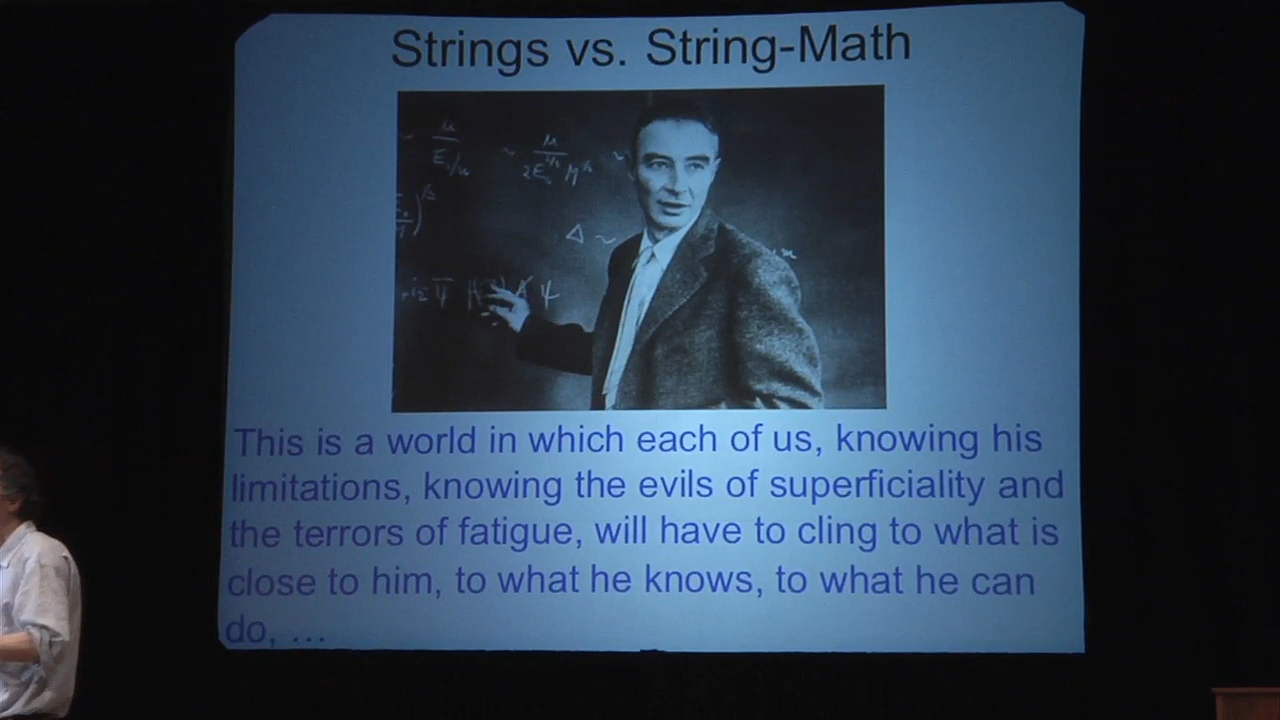 Strings vs. String-Math
Δ ~
This is a world in which each of us, knowing his
limitations, knowing the evils of superficiality and
the terrors of fatigue, will have to cling to what is
close to him, to what he knows, to what he can
do, ...